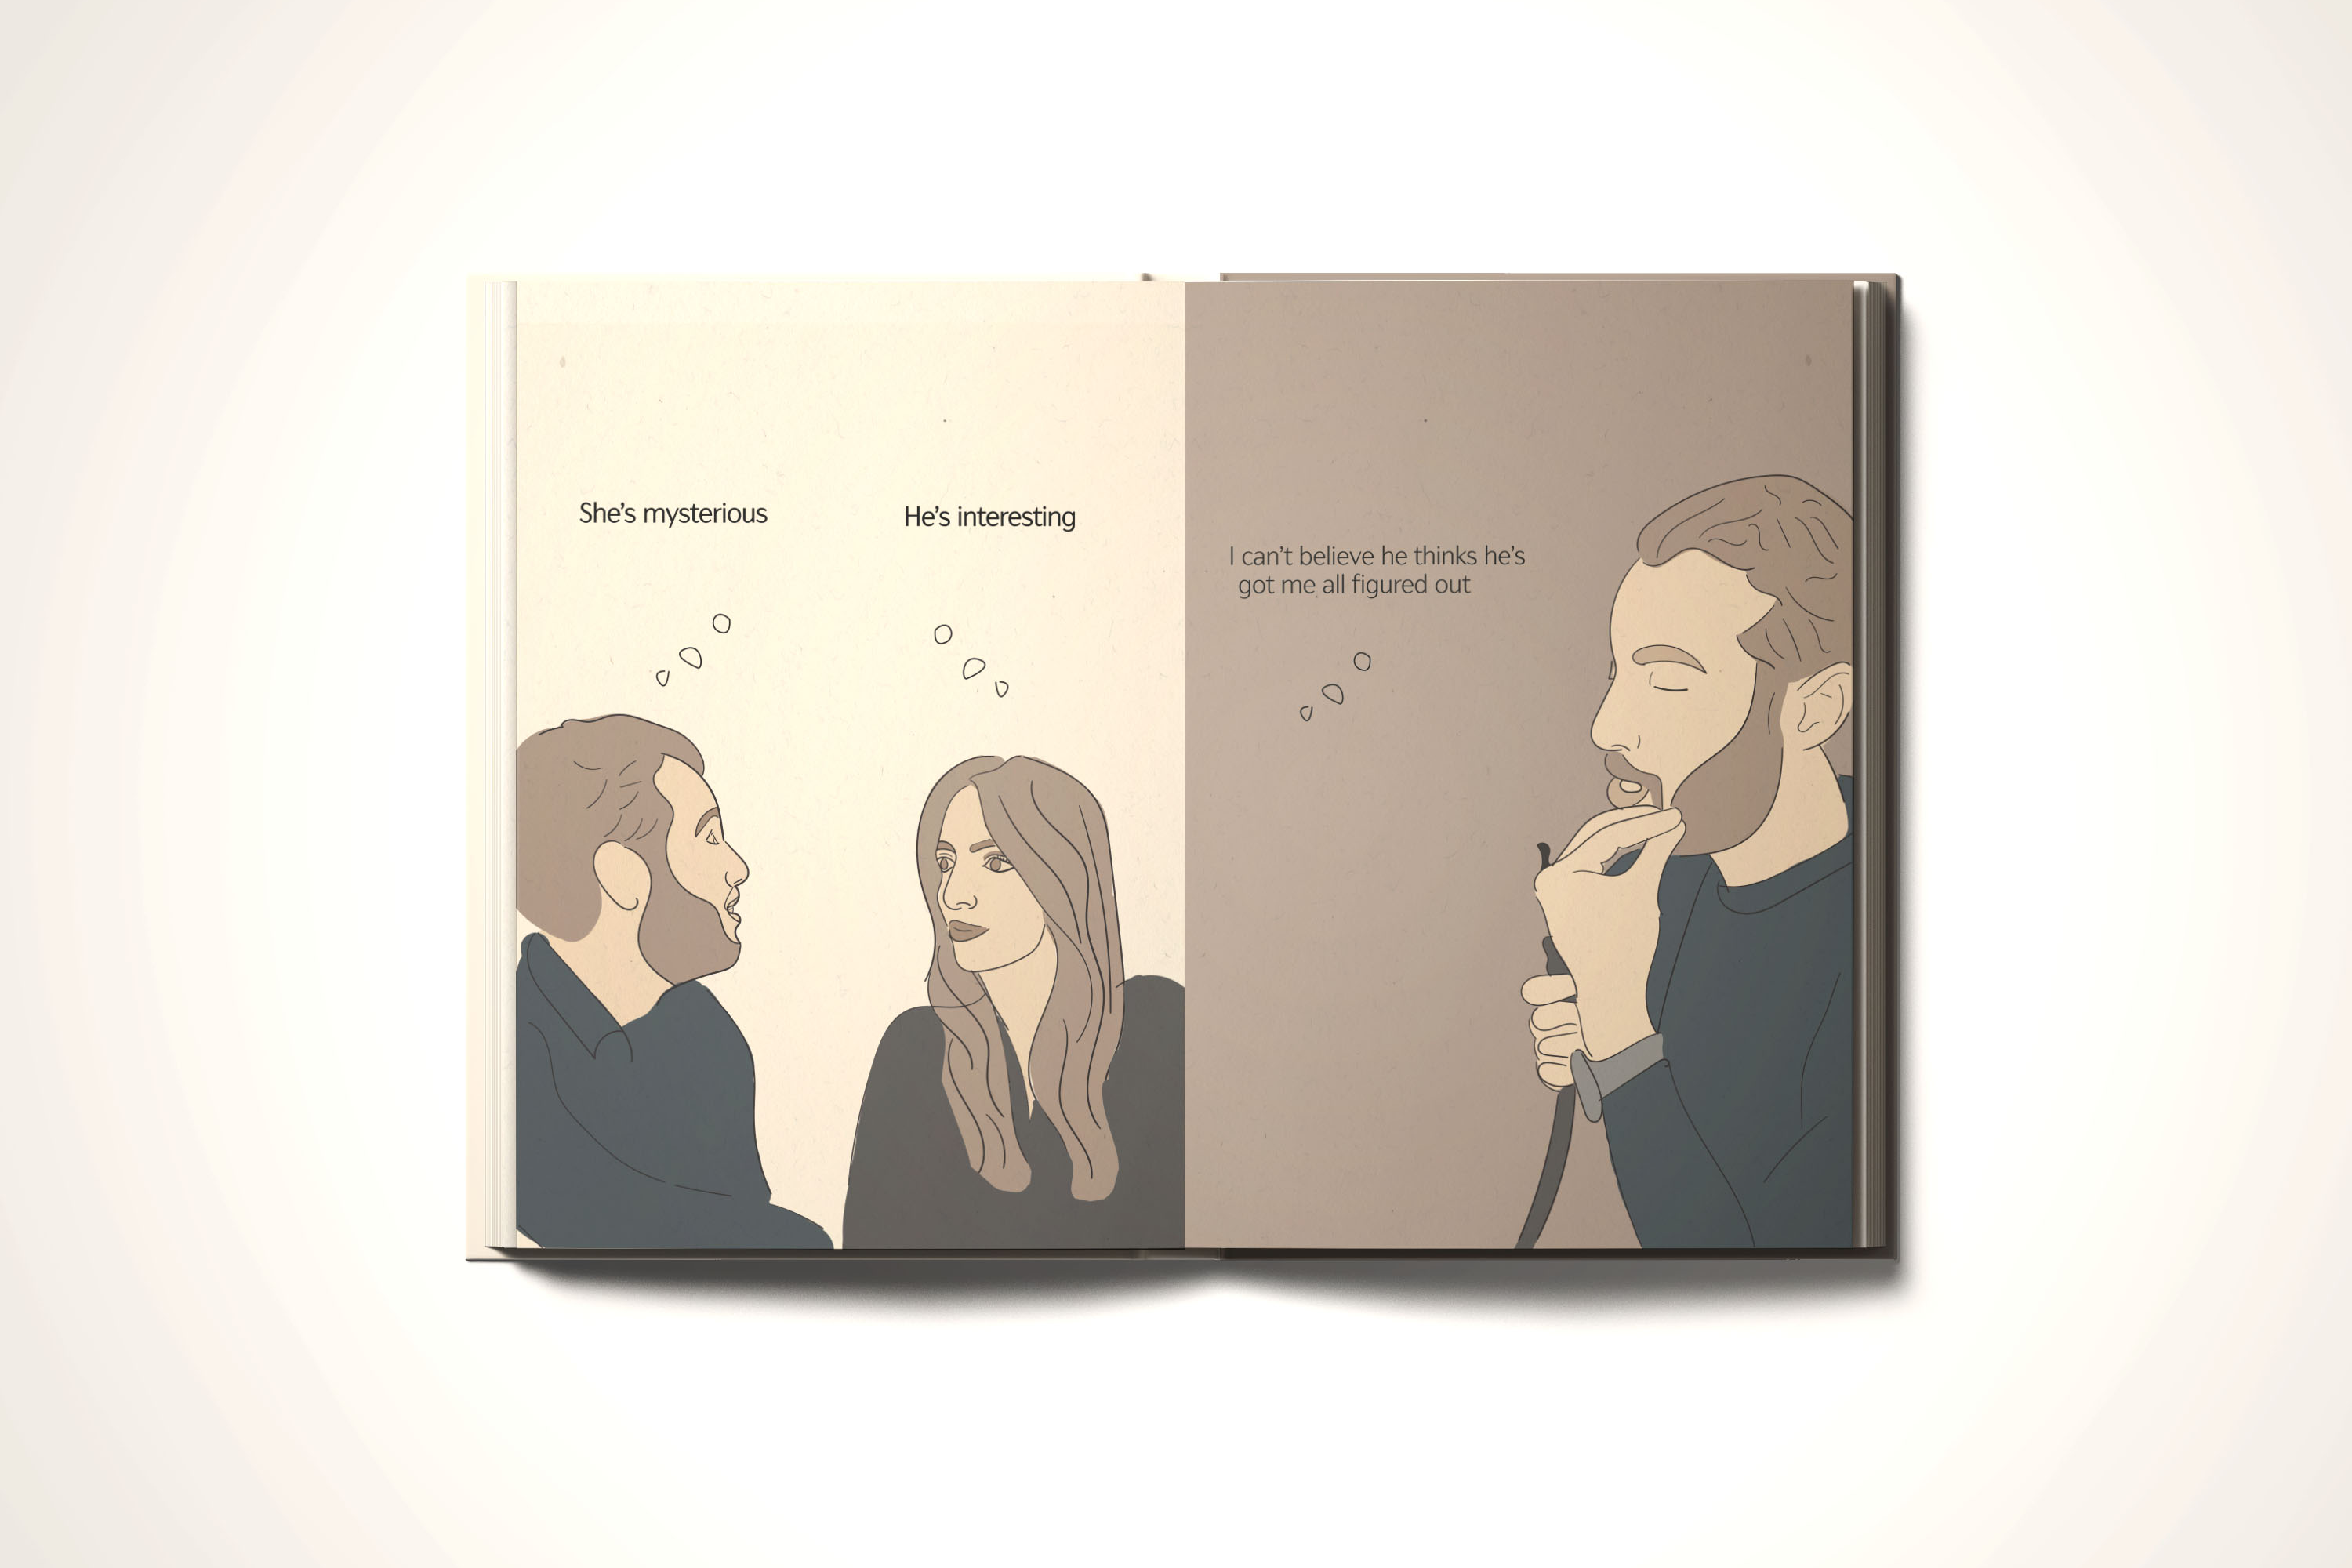 She’s mysterious
He’s interesting
I can’t believe he thinks he’s
got me all figured out